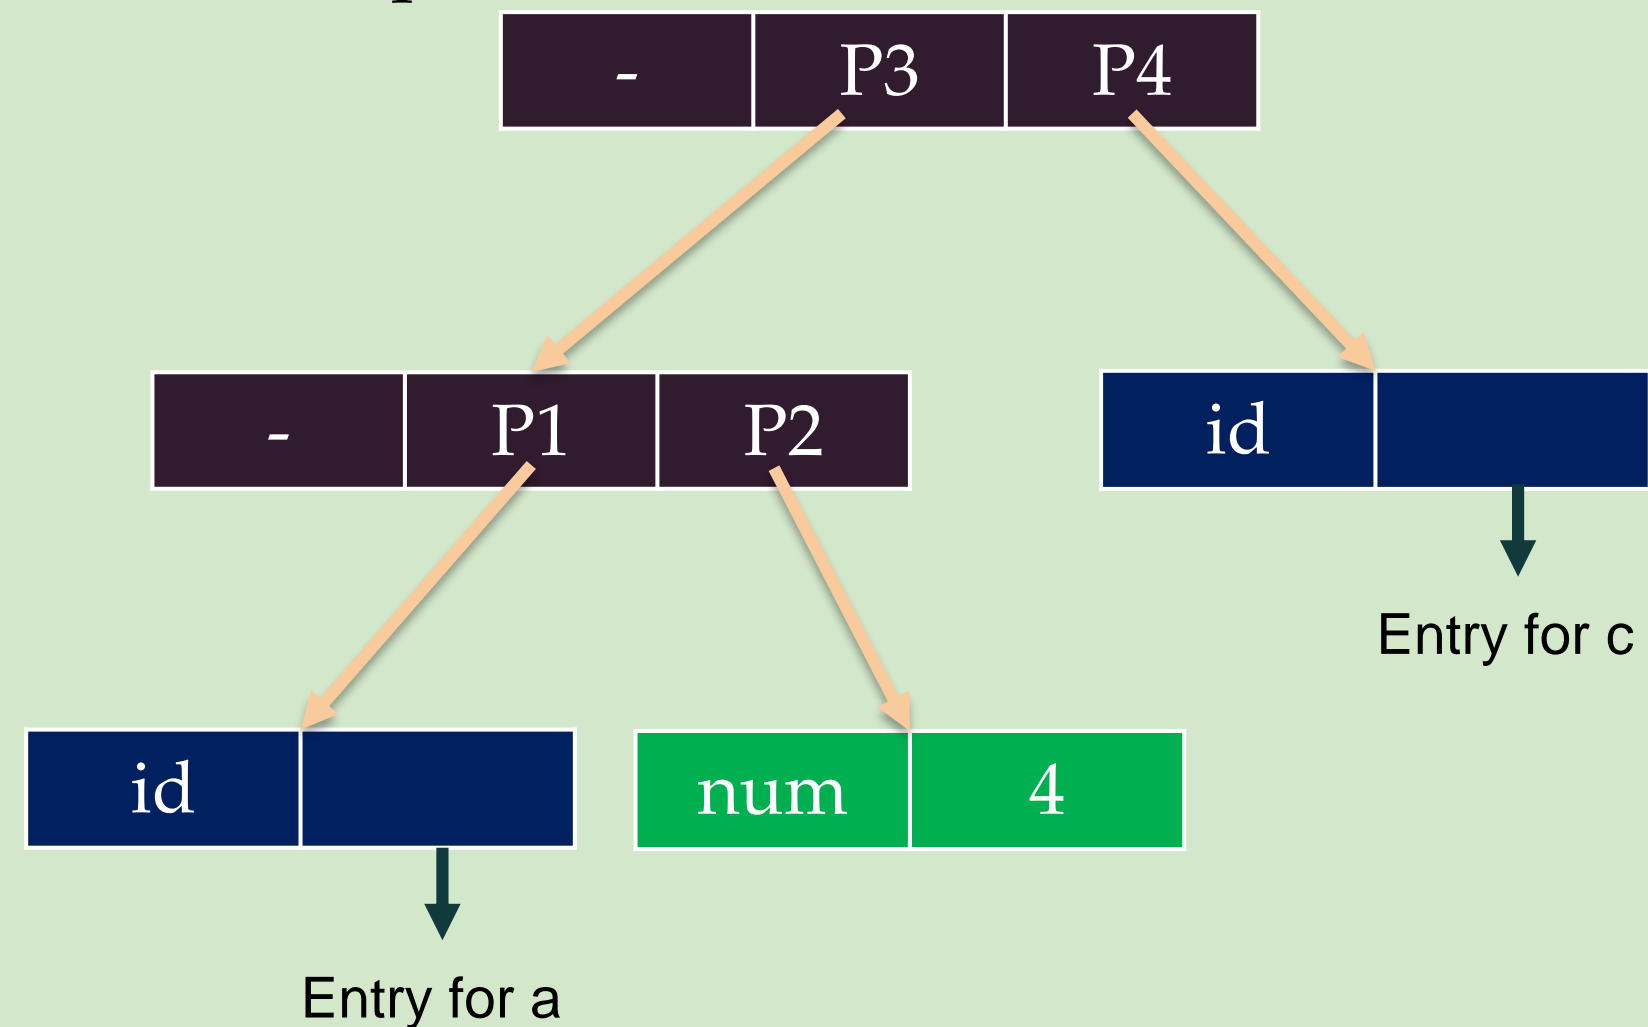 - P3 P4
- P1 P2
id
Entry for c
id
num 4
Entry for a